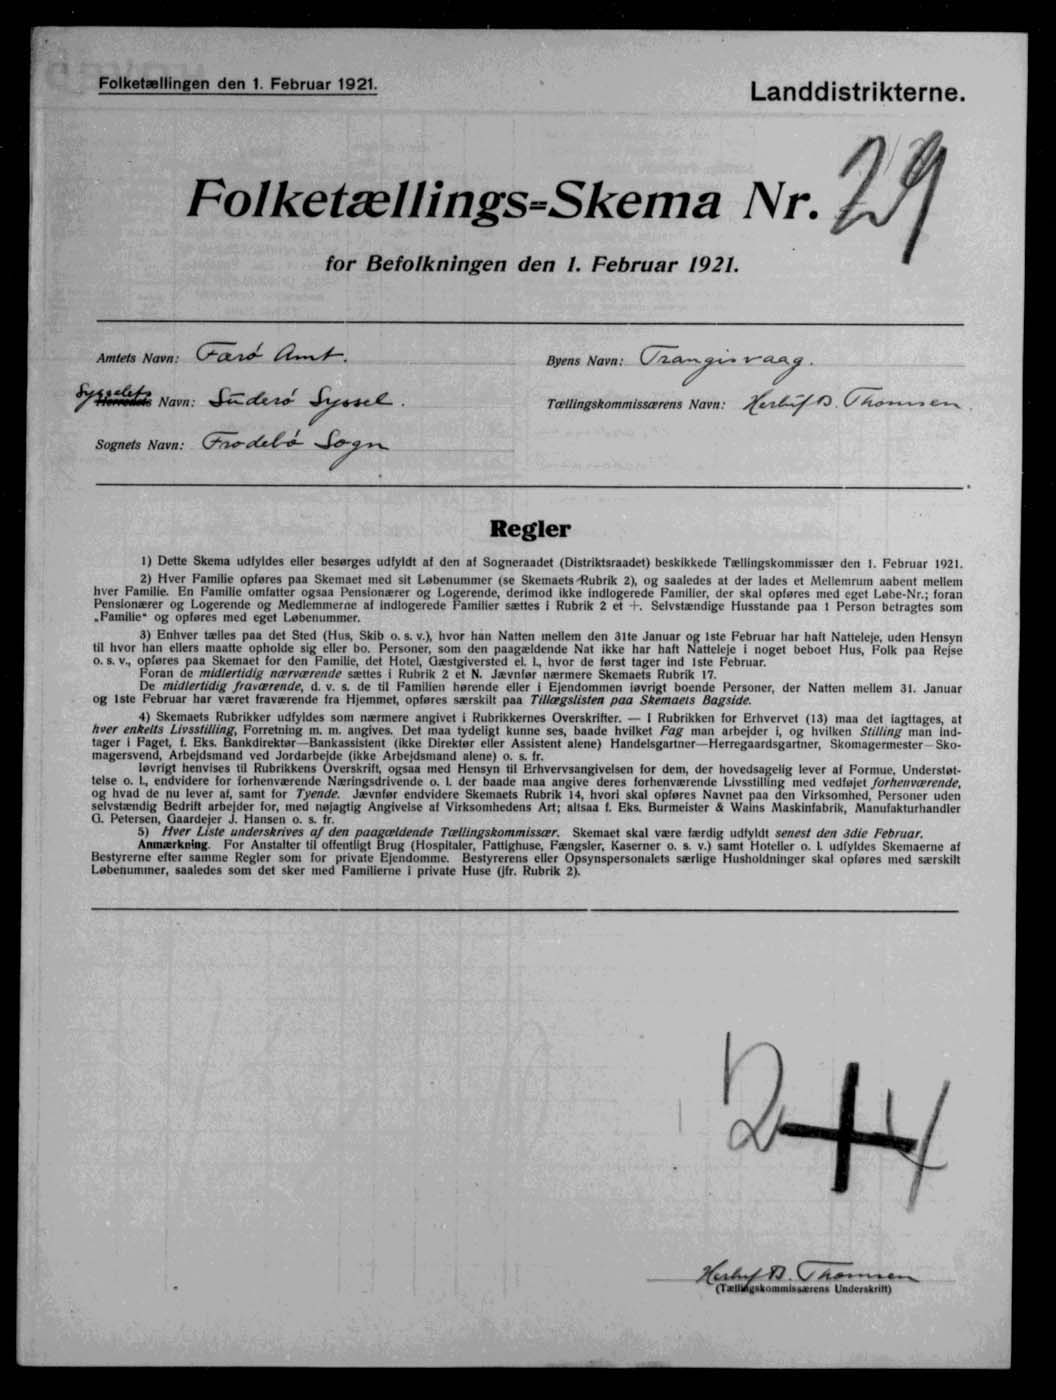 Folketællingen den 1. Februar 1921.
Landdistrikterne.
Folketællings=Skema Nr. 29
for Befolkningen den 1. Februar 1921.
Amtets Navn: Færö Amt.
Byens Navn: Trangisvaag.
Sysselets Herredets Navn: Süderö Syssel.
Tællingskommissærens Navn: Herluf D. Thomsen.
Sognets Navn: Frodebö Sogn
Regler
1) Dette Skema udfyldes eller besørges udfyldt af den af Sogneraadet (Distriktsraadet) beskikkede Tællingskommissær den 1. Februar 1921.
2) Hver Familie opføres paa Skemaet med sit Løbenummer (se Skemaets Rubrik 2), og saaledes at der lades et Mellemrum aabent mellem
hver Familie. En Familie omfatter ogsaa Pensionærer og Logerende, derimod ikke indlogerede Familier, der skal opføres med eget Løbe-Nr.; foran
Pensionærer og Logerende og Medlemmerne af indlogerede Familier sættes i Rubrik 2 et +. Selvstændige Husstande paa 1 Person betragtes som
„Familie“ og opføres med eget Løbenummer.
3) Enhver tælles paa det Sted (Hus, Skib o. s. v.), hvor han Natten mellem den 31te Januar og 1ste Februar har haft Natteleje, uden Hensyn
til hvor han ellers maatte opholde sig eller bo. Personer, som den paagældende Nat ikke har haft Natteleje i noget beboet Hus, Folk paa Rejse
o. s. v., opføres paa Skemaet for den Familie, det Hotel, Gæstgiversted el. l., hvor de først tager ind 1ste Februar.
Foran de midlertidig nærværende sættes i Rubrik 2 et N. Jævnfør nærmere Skemaets Rubrik 17.
De midlertidig fraværende, d. v. s. de til Familien hørende eller i Ejendommen iøvrigt boende Personer, der Natten mellem 31. Januar
og 1ste Februar har været fraværende fra Hjemmet, opføres særskilt paa Tillægslisten paa Skemaets Bagside.
4) Skemaets Rubrikker udfyldes som nærmere angivet i Rubrikkernes Overskrifter. — I Rubrikken for Erhvervet (13) maa det iagttages, at
hver enkelts Livsstilling, Forretning m. m. angives. Det maa tydeligt kunne ses, baade hvilket Fag man arbejder i, og hvilken Stilling man ind-
tager i Faget, f. Eks. Bankdirektør—Bankassistent (ikke Direktør eller Assistent alene) Handelsgartner—Herregaardsgartner, Skomagermester—Sko-
magersvend, Arbejdsmand ved Jordarbejde (ikke Arbejdsmand alene) o. s. fr.
Iøvrigt henvises til Rubrikkens Overskrift, ogsaa med Hensyn til Erhvervsangivelsen for dem, der hovedsagelig lever af Formue, Understøt-
telse o. l., endvidere for forhenværende Næringsdrivende o. l. der baade maa angive deres forhenværende Livsstilling med vedføjet forhenværende,
og hvad de nu lever af, samt for Tyende. Jævnfør endvidere Skemaets Rubrik 14, hvori skal opføres Navnet paa den Virksomhed, Personer uden
selvstændig Bedrift arbejder for, med nøjagtig Angivelse af Virksomhedens Art; altsaa f. Eks. Burmeister & Wains Maskinfabrik, Manufakturhandler
G. Petersen, Gaardejer J. Hansen o. s. fr.
5) Hver Liste underskrives af den paagældende Tællingskommissær. Skemaet skal være færdig udfyldt senest den 3die Februar.
Anmærkning. For Anstalter til offentligt Brug (Hospitaler, Fattighuse, Fængsler, Kaserner o. s. v.) samt Hoteller o. l. udfyldes Skemaerne af
Bestyrerne efter samme Regler som for private Ejendomme. Bestyrerens eller Opsynspersonalets særlige Husholdninger skal opføres med særskilt
Løbenummer, saaledes som det sker med Familierne i private Huse (jfr. Rubrik 2).
2+4
Herluf D. Thomsen
(Tællingskommissærens Underskrift)